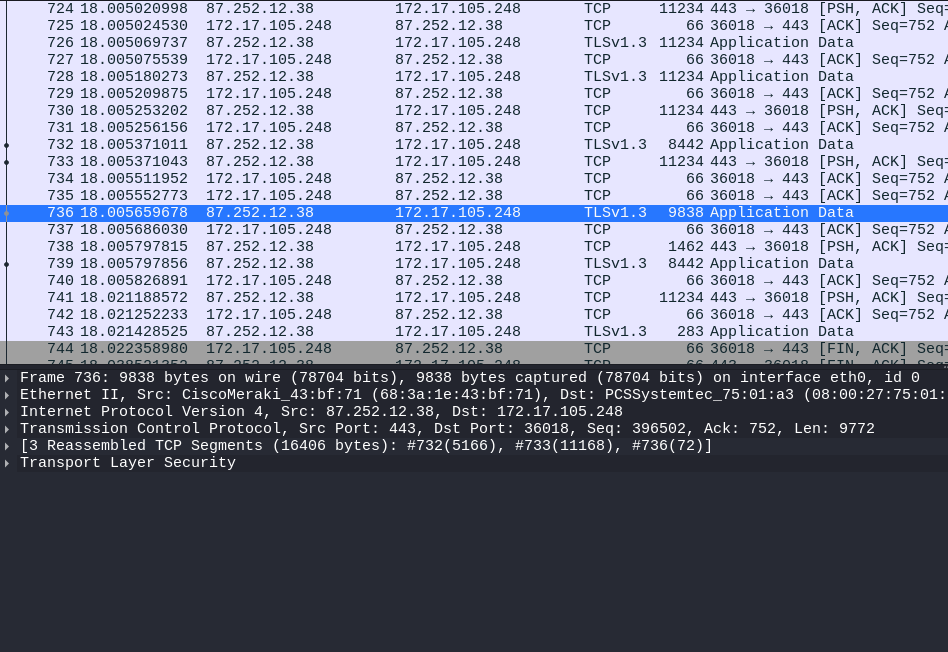 724 18.005020998 87.252.12.38 172.17.105.248 TCP 11234 443 → 36018 [PSH, ACK] Seq=
725 18.005024530 172.17.105.248 87.252.12.38 TCP 66 36018 → 443 [ACK] Seq=752 A
726 18.005069737 87.252.12.38 172.17.105.248 TLSv1.3 11234 Application Data
727 18.005075539 172.17.105.248 87.252.12.38 TCP 66 36018 → 443 [ACK] Seq=752 A
728 18.005180273 87.252.12.38 172.17.105.248 TLSv1.3 11234 Application Data
729 18.005209875 172.17.105.248 87.252.12.38 TCP 66 36018 → 443 [ACK] Seq=752 A
730 18.005253202 87.252.12.38 172.17.105.248 TCP 11234 443 → 36018 [PSH, ACK] Seq=
731 18.005256156 172.17.105.248 87.252.12.38 TCP 66 36018 → 443 [ACK] Seq=752 A
732 18.005371011 87.252.12.38 172.17.105.248 TLSv1.3 8442 Application Data
733 18.005371043 87.252.12.38 172.17.105.248 TCP 11234 443 → 36018 [PSH, ACK] Seq=
734 18.005511952 172.17.105.248 87.252.12.38 TCP 66 36018 → 443 [ACK] Seq=752 A
735 18.005552773 172.17.105.248 87.252.12.38 TCP 66 36018 → 443 [ACK] Seq=752 A
736 18.005659678 87.252.12.38 172.17.105.248 TLSv1.3 9838 Application Data
737 18.005686030 172.17.105.248 87.252.12.38 TCP 66 36018 → 443 [ACK] Seq=752 A
738 18.005797815 87.252.12.38 172.17.105.248 TCP 1462 443 → 36018 [PSH, ACK] Seq=
739 18.005797856 87.252.12.38 172.17.105.248 TLSv1.3 8442 Application Data
740 18.005826891 172.17.105.248 87.252.12.38 TCP 66 36018 → 443 [ACK] Seq=752 A
741 18.021188572 87.252.12.38 172.17.105.248 TCP 11234 443 → 36018 [PSH, ACK] Seq=
742 18.021252233 172.17.105.248 87.252.12.38 TCP 66 36018 → 443 [ACK] Seq=752 A
743 18.021428525 87.252.12.38 172.17.105.248 TLSv1.3 283 Application Data
744 18.022358980 172.17.105.248 87.252.12.38 TCP 66 36018 → 443 [FIN, ACK] Seq=
Frame 736: 9838 bytes on wire (78704 bits), 9838 bytes captured (78704 bits) on interface eth0, id 0
Ethernet II, Src: CiscoMeraki_43:bf:71 (68:3a:1e:43:bf:71), Dst: PCSSystemtec_75:01:a3 (08:00:27:75:01:
Internet Protocol Version 4, Src: 87.252.12.38, Dst: 172.17.105.248
Transmission Control Protocol, Src Port: 443, Dst Port: 36018, Seq: 396502, Ack: 752, Len: 9772
[3 Reassembled TCP Segments (16406 bytes): #732(5166), #733(11168), #736(72)]
Transport Layer Security